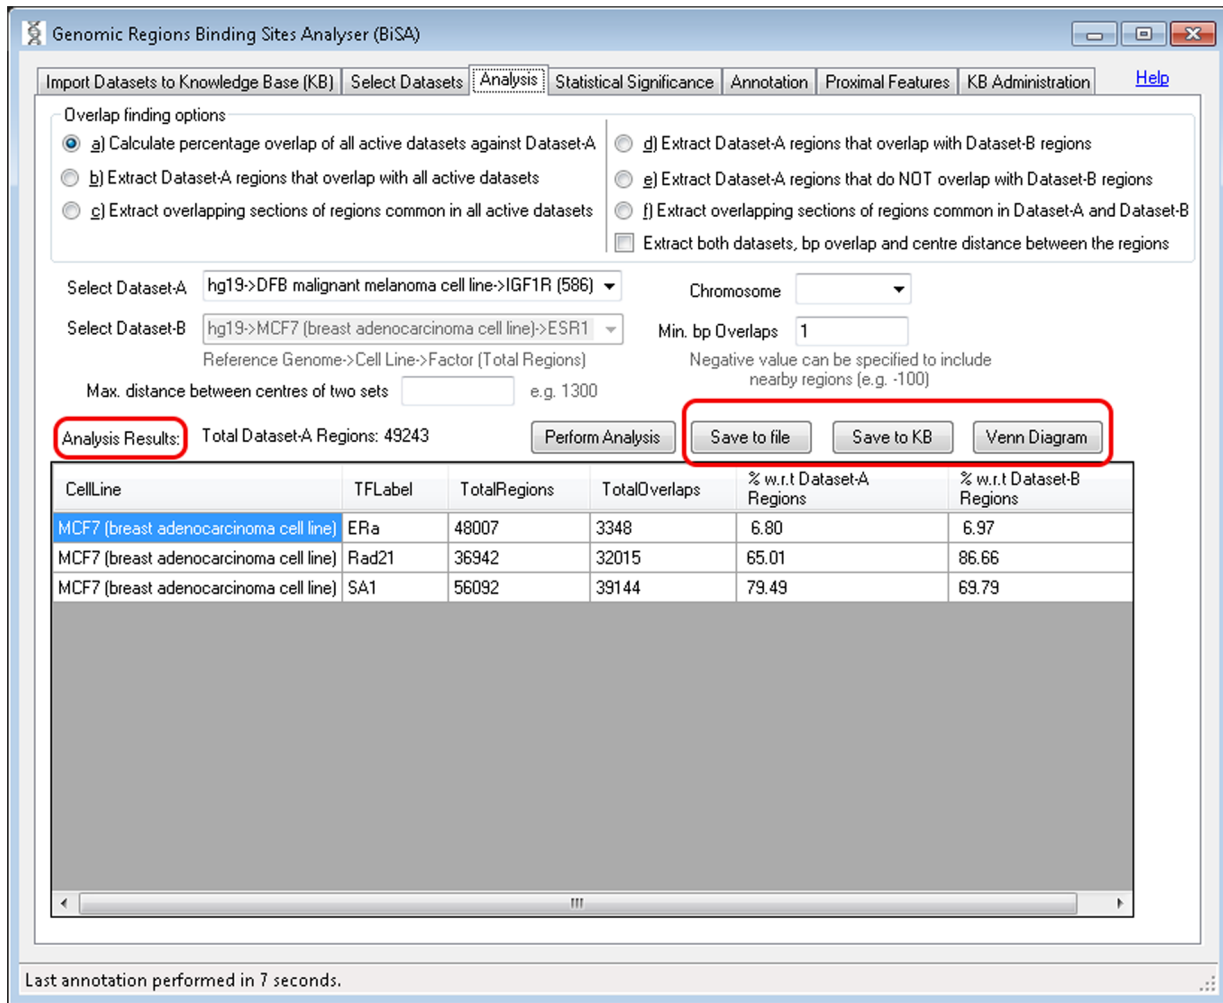 Genomic Regions Binding Sites Analyser (BiSA)
Import Datasets to Knowledge Base (KB) Select Datasets Analysis Statistical Significance Annotation Proximal Features KB Administration Help
Overlap finding options
a) Calculate percentage overlap of all active datasets against Dataset-A
b) Extract Dataset-A regions that overlap with all active datasets
c) Extract overlapping sections of regions common in all active datasets
d) Extract Dataset-A regions that overlap with Dataset-B regions
e) Extract Dataset-A regions that do NOT overlap with Dataset-B regions
f) Extract overlapping sections of regions common in Dataset-A and Dataset-B
Extract both datasets, bp overlap and centre distance between the regions
Select Dataset-A hg19->DFB malignant melanoma cell line->IGF1R (586) Chromosome
Select Dataset-B hg19->MCF7 (breast adenocarcinoma cell line)->ESR1 Min. bp Overlaps 1
Reference Genome->Cell Line->Factor (Total Regions)
Negative value can be specified to include
nearby regions (e.g. -100)
Max. distance between centres of two sets e.g. 1300
Analysis Results: Total Dataset-A Regions: 49243 Perform Analysis Save to file Save to KB Venn Diagram
CellLine TFLabel TotalRegions TotalOverlaps % w.r.t Dataset-A Regions % w.r.t Dataset-B Regions
MCF7 (breast adenocarcinoma cell line) ERa 48007 3348 6.80 6.97
MCF7 (breast adenocarcinoma cell line) Rad21 36942 32015 65.01 86.66
MCF7 (breast adenocarcinoma cell line) SA1 56092 39144 79.49 69.79
Last annotation performed in 7 seconds.